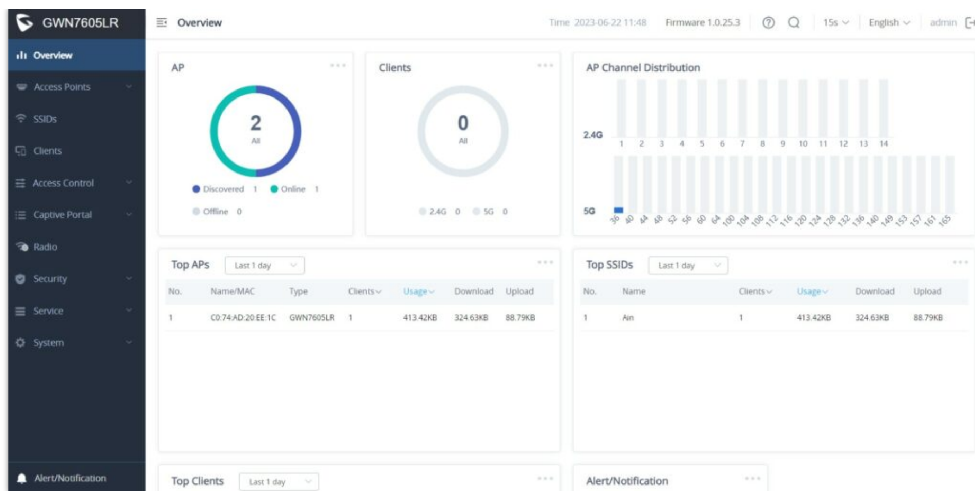 GWN7605LR
Overview
Time 2023-06-22 11:48 Firmware 1.0.25.3 15s English admin
Overview
Access Points
SSIDs
Clients
Access Control
Captive Portal
Radio
Security
Service
System
Alert/Notification
AP
2
All
Discovered 1 Online 1
Offline 0
Clients
0
All
2.4G 0 5G 0
AP Channel Distribution
2.4G
1 2 3 4 5 6 7 8 9 10 11 12 13 14
5G
36 40 44 48 52 56 60 64 100 104 108 112 116 120 124 128 132 136 140 149 153 157 161 165
Top APs Last 1 day
No. Name/MAC Type Clients Usage Download Upload
1 C0:74:AD:20:EE:1C GWN7605LR 1 413.42KB 324.63KB 88.79KB
Top SSIDs Last 1 day
No. Name Clients Usage Download Upload
1 Ain 1 413.42KB 324.63KB 88.79KB
Top Clients Last 1 day
Alert/Notification